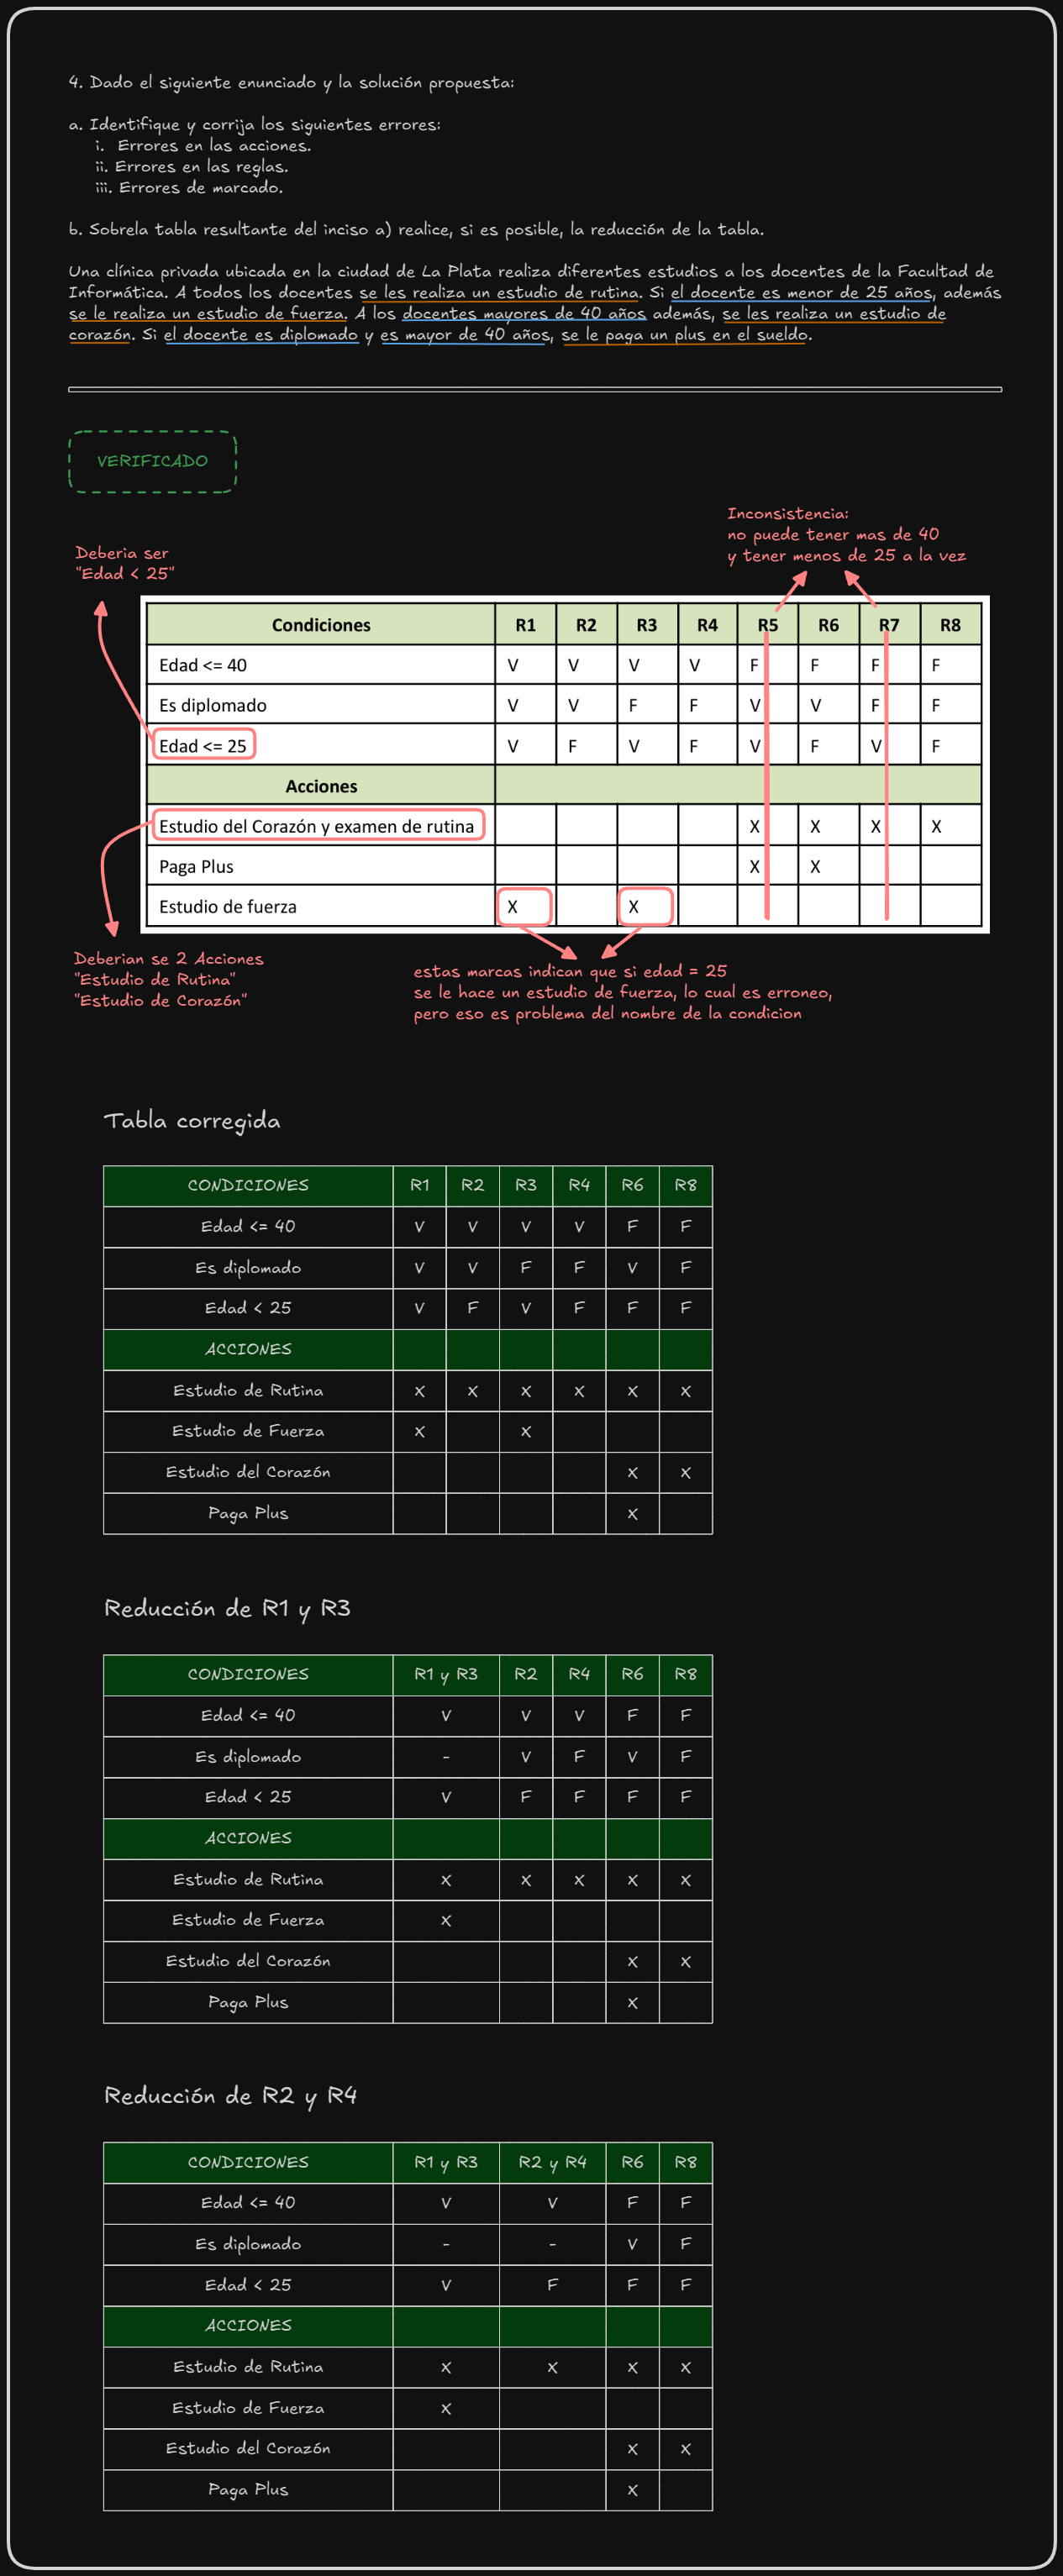 4. Dado el siguiente enunciado y la solución propuesta:
a. Identifique y corrija los siguientes errores:
i. Errores en las acciones.
ii. Errores en las reglas.
iii. Errores de marcado.
b. Sobrela tabla resultante del inciso a) realice, si es posible, la reducción de la tabla.
Una clínica privada ubicada en la ciudad de La Plata realiza diferentes estudios a los docentes de la Facultad de
Informática. A todos los docentes se les realiza un estudio de rutina. Si el docente es menor de 25 años, además
se le realiza un estudio de fuerza. A los docentes mayores de 40 años además, se les realiza un estudio de
corazón. Si el docente es diplomado y es mayor de 40 años, se le paga un plus en el sueldo.
VERIFICADO
Inconsistencia:
no puede tener mas de 40
y tener menos de 25 a la vez
Deberia ser
"Edad < 25"
Condiciones R1 R2 R3 R4 R5 R6 R7 R8
Edad <= 40 V V V V F F F F
Es diplomado V V F F V V F F
Edad <= 25 V F V F V F V F
Acciones
Estudio del Corazón y examen de rutina X X X X
Paga Plus X X
Estudio de fuerza X X
Deberian se 2 Acciones
"Estudio de Rutina"
"Estudio de Corazón"
estas marcas indican que si edad = 25
se le hace un estudio de fuerza, lo cual es erroneo,
pero eso es problema del nombre de la condicion
Tabla corregida
CONDICIONES R1 R2 R3 R4 R6 R8
Edad <= 40 V V V V F F
Es diplomado V V F F V F
Edad < 25 V F V F F F
ACCIONES
Estudio de Rutina X X X X X X
Estudio de Fuerza X X
Estudio del Corazón X X
Paga Plus X
Reducción de R1 y R3
CONDICIONES R1 y R3 R2 R4 R6 R8
Edad <= 40 V V V F F
Es diplomado - V F V F
Edad < 25 V F F F F
ACCIONES
Estudio de Rutina X X X X X
Estudio de Fuerza X
Estudio del Corazón X X
Paga Plus X
Reducción de R2 y R4
CONDICIONES R1 y R3 R2 y R4 R6 R8
Edad <= 40 V V F F
Es diplomado - - V F
Edad < 25 V F F F
ACCIONES
Estudio de Rutina X X X X
Estudio de Fuerza X
Estudio del Corazón X X
Paga Plus X